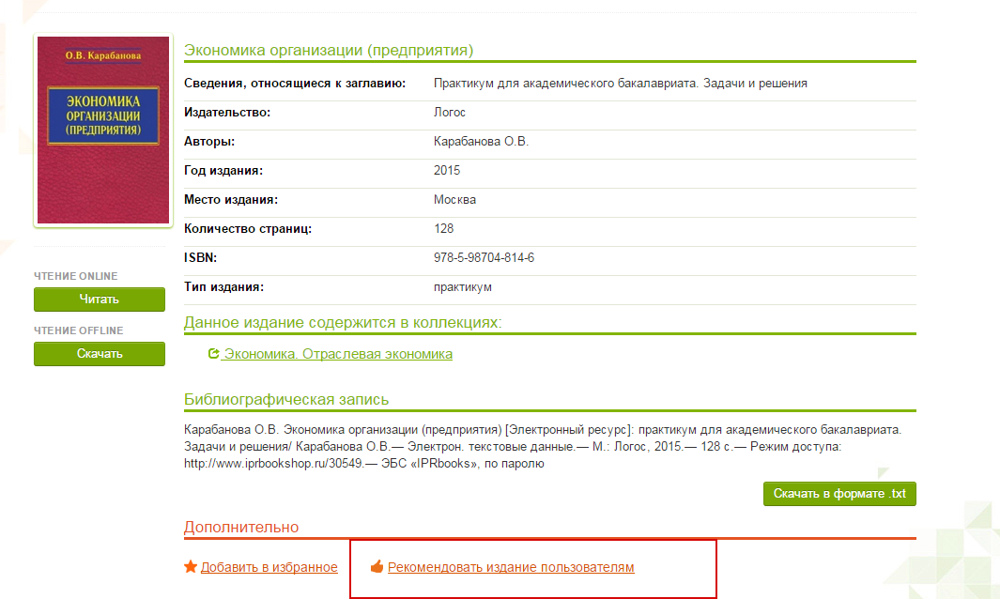 О.В. Карабанова
ЭКОНОМИКА
ОРГАНИЗАЦИИ
(ПРЕДПРИЯТИЯ)
ЧТЕНИЕ ONLINE
Читать
ЧТЕНИЕ OFFLINE
Скачать
Экономика организации (предприятия)
Сведения, относящиеся к заглавию: Практикум для академического бакалавриата. Задачи и решения
Издательство: Логос
Авторы: Карабанова О.В.
Год издания: 2015
Место издания: Москва
Количество страниц: 128
ISBN: 978-5-98704-814-6
Тип издания: практикум
Данное издание содержится в коллекциях:
Экономика. Отраслевая экономика
Библиографическая запись
Карабанова О.В. Экономика организации (предприятия) [Электронный ресурс]: практикум для академического бакалавриата.
Задачи и решения/ Карабанова О.В.— Электрон. текстовые данные.— М.: Логос, 2015.— 128 c.— Режим доступа:
http://www.iprbookshop.ru/30549.— ЭБС «IPRbooks», по паролю
Скачать в формате .txt
Дополнительно
Добавить в избранное Рекомендовать издание пользователям